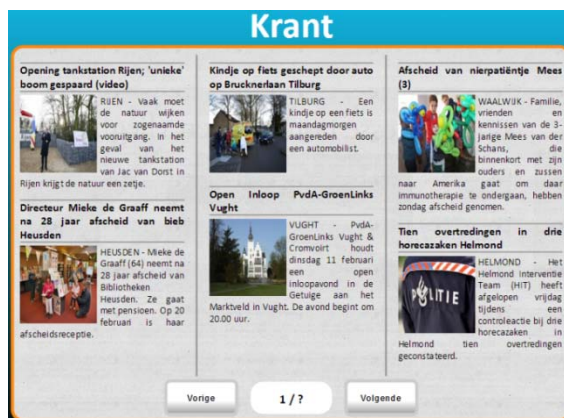 Krant
Opening tankstation Rijen; 'unieke'
boom gespaard (video)
RIJEN - Vaak moet
de natuur wijken
voor zogenaamde
vooruitgang. In het
geval van het
nieuwe tankstation
van Jac van Dorst in
Rijen krijgt de natuur een zetje.
Directeur Mieke de Graaff neemt
na 28 jaar afscheid van bieb
Heusden
HEUSDEN - Mieke de
Graaff (64) neemt na
28 jaar afscheid van
Bibliotheken
Heusden. Ze gaat
met pensioen. Op 20
februari is haar
afscheidsreceptie.
Kindje op fiets geschept door auto
op Brucknerlaan Tilburg
TILBURG - Een
kindje op een fiets is
maandagmorgen
aangereden door
een automobilist.
Open Inloop PvdA-GroenLinks
Vught
VUGHT - PvdA-
GroenLinks Vught &
Cromvoirt houdt
dinsdag 11 februari
een open
inloopavond in de
Getuige aan het
Marktveld in Vught. De avond begint om
20.00 uur.
Afscheid van nierpatiëntje Mees
(3)
WAALWIJK - Familie,
vrienden en
kennissen van de 3-
jarige Mees van der
Schans, die
binnenkort met zijn
ouders en zussen
naar Amerika gaat om daar
immunotherapie te ondergaan, hebben
zondag afscheid genomen.
Tien overtredingen in drie
horecazaken Helmond
POLITIE
HELMOND - Het
Helmond Interventie
Team (HIT) heeft
afgelopen vrijdag
tijdens een
controleactie bij drie
horecazaken in
Helmond tien overtredingen
geconstateerd.
Vorige
1 / ?
Volgende